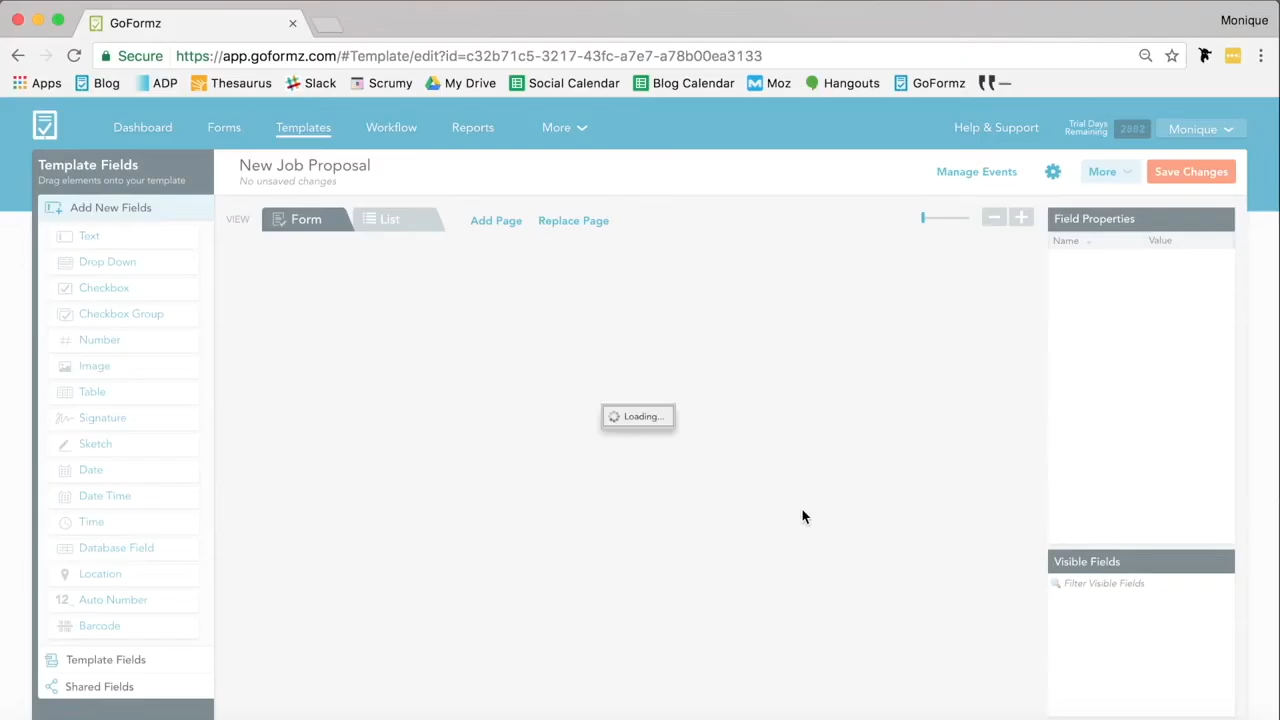 GoFormz
Monique
Secure https://app.goformz.com/#Template/edit?id=c32b71c5-3217-43fc-a7e7-a78b00ea3133
Apps Blog ADP Thesaurus Slack Scrumy My Drive Social Calendar Blog Calendar Moz Hangouts GoFormz
Dashboard Forms Templates Workflow Reports More Help & Support Trial Days Remaining 2882 Monique
Template Fields
Drag elements onto your template
New Job Proposal
No unsaved changes
Manage Events More Save Changes
Add New Fields
VIEW Form List Add Page Replace Page
Field Properties
Name Value
Text
Drop Down
Checkbox
Checkbox Group
Number
Image
Table
Signature
Sketch
Date
Date Time
Time
Database Field
Location
12_ Auto Number
Barcode
Template Fields
Shared Fields
Loading...
Visible Fields
Filter Visible Fields